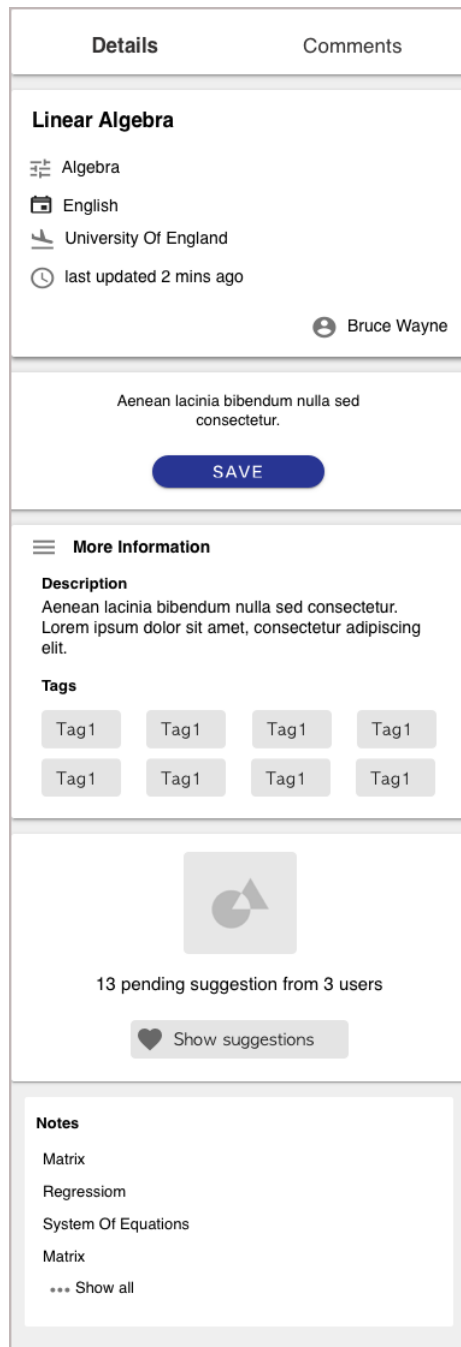 Details Comments
Linear Algebra
Algebra
English
University Of England
last updated 2 mins ago
Bruce Wayne
Aenean lacinia bibendum nulla sed
consectetur.
SAVE
More Information
Description
Aenean lacinia bibendum nulla sed consectetur.
Lorem ipsum dolor sit amet, consectetur adipiscing
elit.
Tags
Tag1 Tag1 Tag1 Tag1
Tag1 Tag1 Tag1 Tag1
13 pending suggestion from 3 users
Show suggestions
Notes
Matrix
Regressiom
System Of Equations
Matrix
Show all